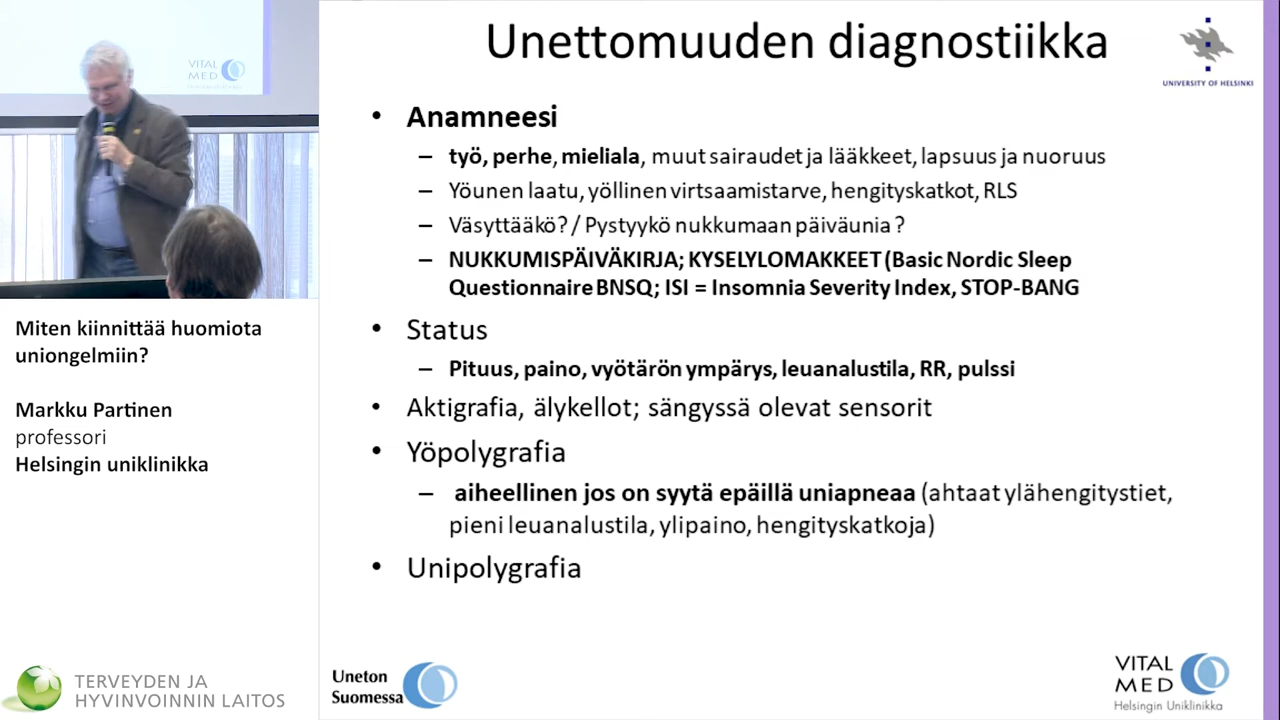 Unettomuuden diagnostiikka
UNIVERSITY OF HELSINKI
VITAL
MED
• Anamneesi
– työ, perhe, mieliala, muut sairaudet ja lääkkeet, lapsuus ja nuoruus
– Yöunen laatu, yöllinen virtsaamistarve, hengityskatkot, RLS
– Väsyttääkö? / Pystyykö nukkumaan päiväunia ?
– NUKKUMISPÄIVÄKIRJA; KYSELYLOMAKKEET (Basic Nordic Sleep
Questionnaire BNSQ; ISI = Insomnia Severity Index, STOP-BANG
• Status
– Pituus, paino, vyötärön ympärys, leuanalustila, RR, pulssi
• Aktigrafia, älykellot; sängyssä olevat sensorit
• Yöpolygrafia
– aiheellinen jos on syytä epäillä uniapneaa (ahtaat ylähengitystiet,
pieni leuanalustila, ylipaino, hengityskatkoja)
• Unipolygrafia
Miten kiinnittää huomiota
uniongelmiin?
Markku Partinen
professori
Helsingin uniklinikka
TERVEYDEN JA
HYVINVOINNIN LAITOS
Uneton
Suomessa
VITAL
MED
Helsingin Uniklinikka